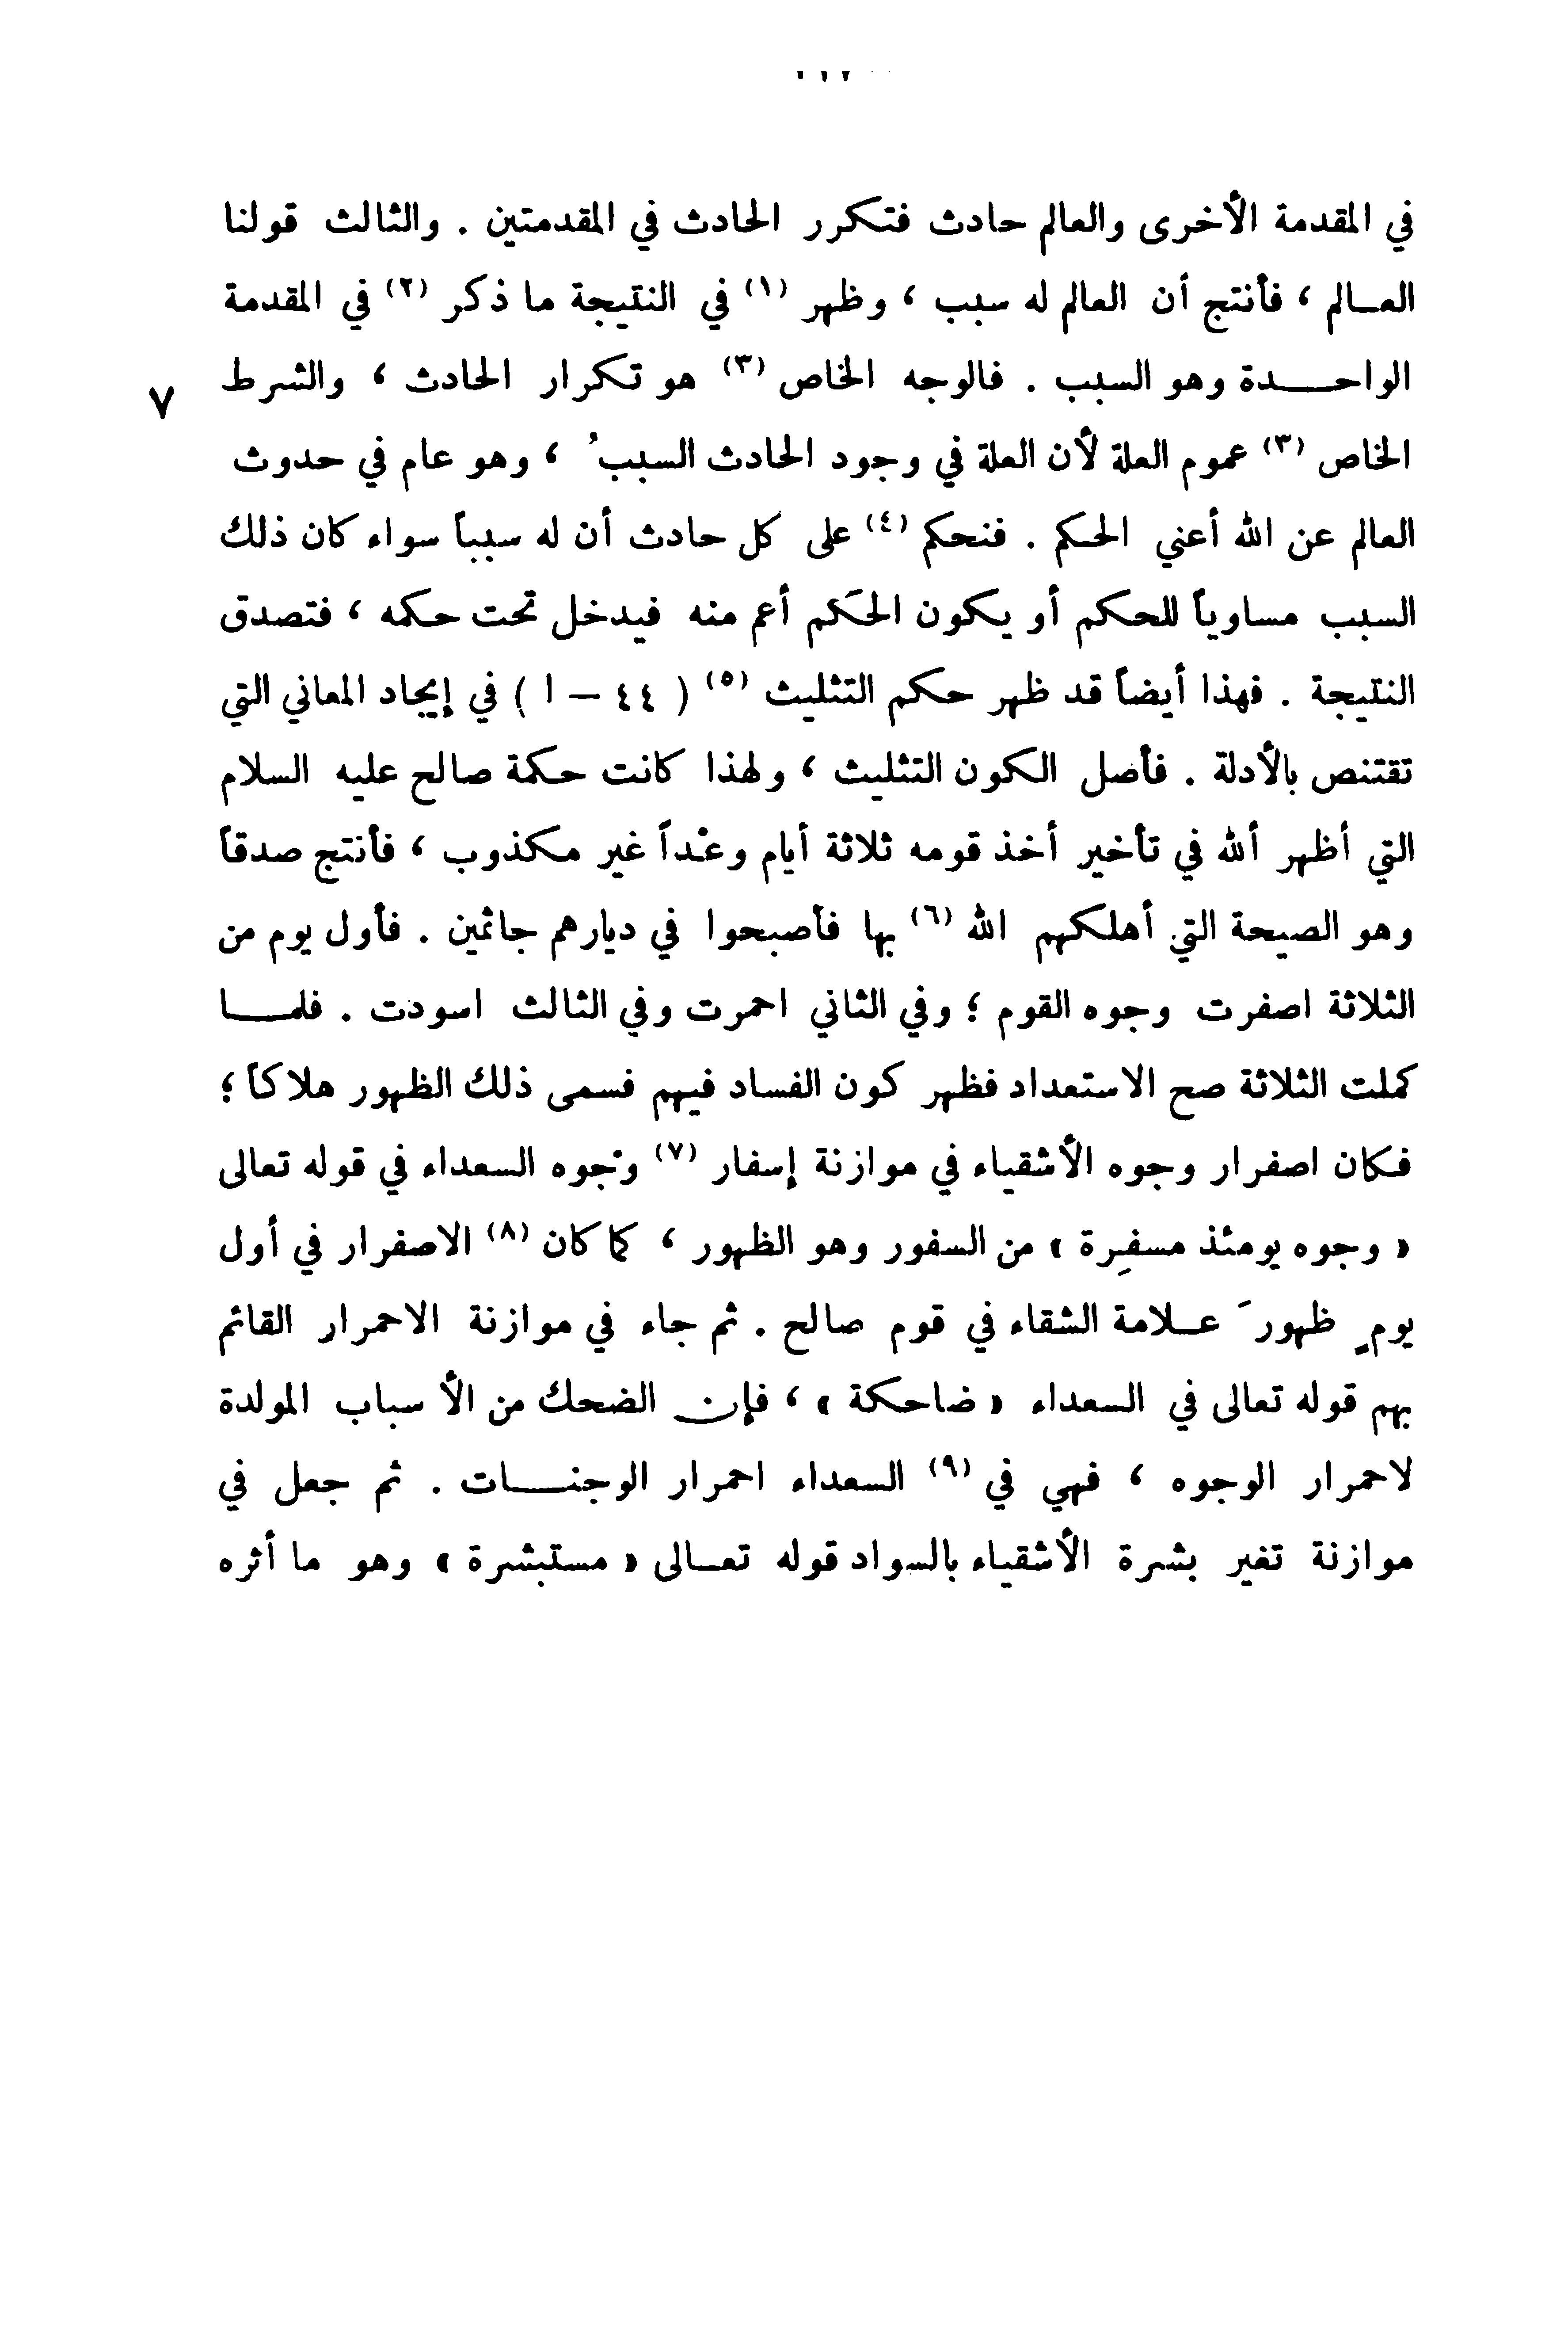 في المقدمة الأخرى والعالم حادث فتكرر الحادث في المقدمتين . والثالث قولنا
العـالم ، فأنتج أن العالم له سبب ، وظهر (١) في النتيجة ما ذكر (٢) في المقدمة
الواحـــدة وهو السبب . فالوجه الخاص (٣) هو تكرار الحادث ، والشرط
٧
الخاص (٣) عموم العلة لأن العلة في وجود الحادث السببُ ، وهو عام في حدوث
العالم عن الله أعني الحكم . فنحكم (٤) على كل حادث أن له سبباً سواء كان ذلك
السبب مساوياً للحكم أو يكون الحكم أعم منه فيدخل تحت حكمه ، فتصدق
النتيجة . فهذا أيضاً قد ظهر حكم التثليث (٥) ( ٤٤ – ا ) في إيجاد المعاني التي
تقتنص بالأدلة . فأصل الكون التثليث ، ولهذا كانت حكمة صالح عليه السلام
التي أظهر ألله في تأخير أخذ قومه ثلاثة أيام وعْداً غير مكذوب ، فأنتج صدقاً
وهو الصيحة التي أهلكهم الله (٦) بها فأصبحوا في ديارهم جاثمين . فأول يوم من
الثلاثة اصفرت وجوه القوم ؛ وفي الثاني احمرت وفي الثالث اسودت . فلمــا
كملت الثلاثة صح الاستعداد فظهر كون الفساد فيهم فسمى ذلك الظهور هلاكاً ؛
فكان اصفرار وجوه الأشقياء في موازنة إسفار (٧) وُجوه السعداء في قوله تعالى
« وجوه يومئذ مسفِرة » من السفور وهو الظهور ، كما كان (٨) الاصفرار في أول
يومٍ ظهورَ عـلامة الشقاء في قوم صالح . ثم جاء في موازنة الاحمرار القائم
بهم قوله تعالى في السعداء « ضاحكة » ، فإن الضحك من الأسباب المولدة
لاحمرار الوجوه ، فهي في (٩) السعداء احمرار الوجنــات . ثم جعل في
موازنة تغير بشرة الأشقياء بالسواد قوله تعـالى « مستبشرة » وهو ما أثره